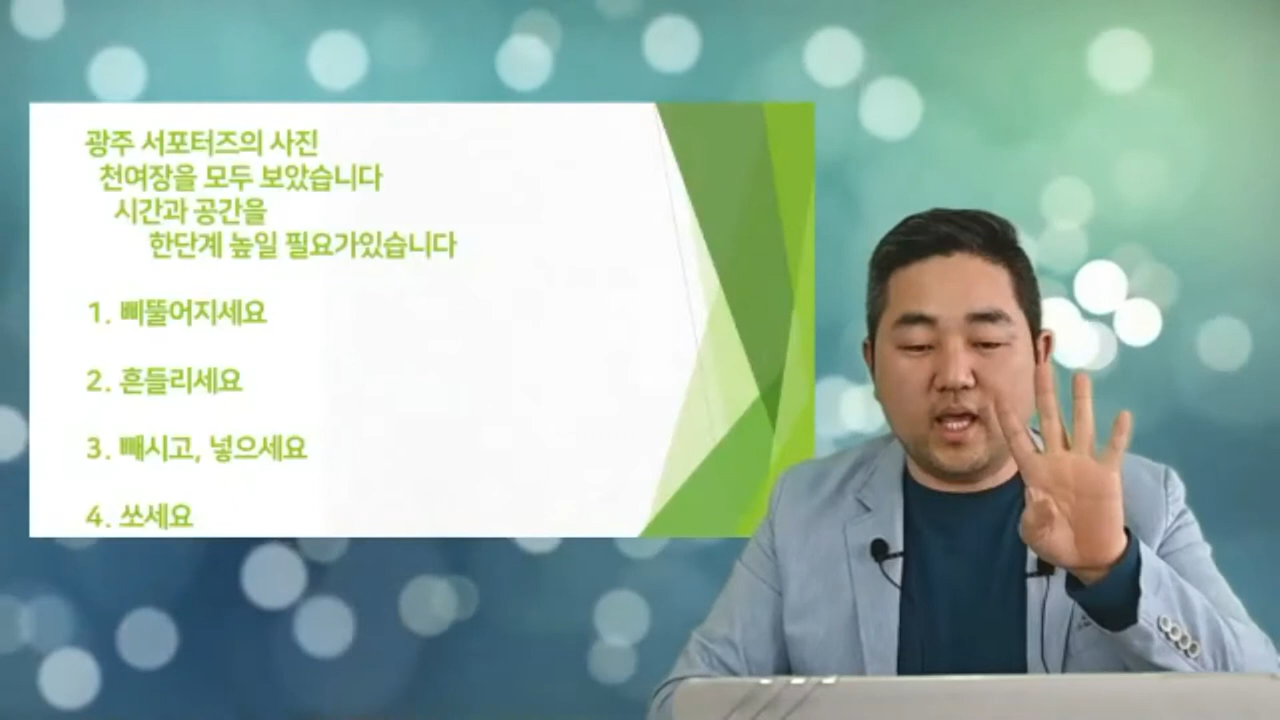 광주 서포터즈의 사진
천여장을 모두 보았습니다
시간과 공간을
한단계 높일 필요가있습니다
1. 삐뚤어지세요
2. 흔들리세요
3. 빼시고, 넣으세요
4. 쏘세요